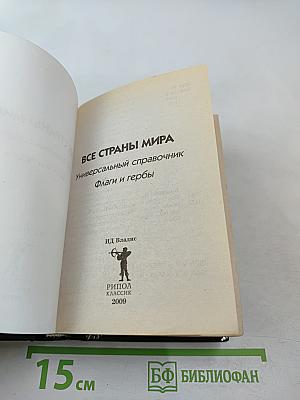 ВСЕ СТРАНЫ МИРА
Универсальный справочник
Флаги и гербы
ИД Владис
РИПОЛ
КЛАССИК
2009
15 см
БФ БИБЛИОФАН